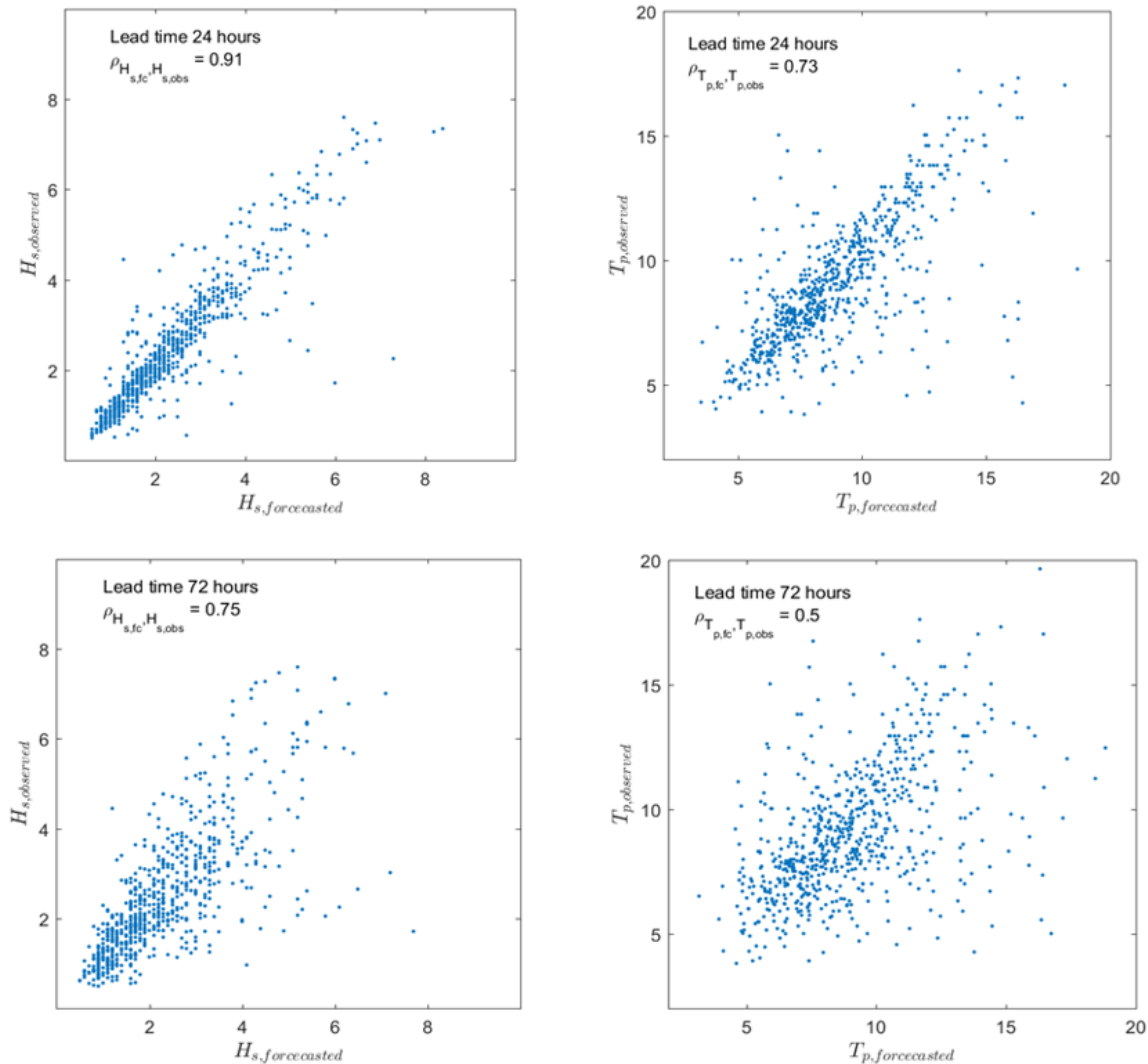 Lead time 24 hours
ρHs,fc,Hs,obs = 0.91
8
6
4
2
Hs,observed
2
4
6
8
Hs,forcecasted
20
15
10
5
Lead time 24 hours
ρTp,fc,Tp,obs = 0.73
Tp,observed
5
10
15
20
Tp,forcecasted
Lead time 72 hours
ρHs,fc,Hs,obs = 0.75
8
6
4
2
Hs,observed
2
4
6
8
Hs,forcecasted
20
15
10
5
Lead time 72 hours
ρTp,fc,Tp,obs = 0.5
Tp,observed
5
10
15
20
Tp,forcecasted